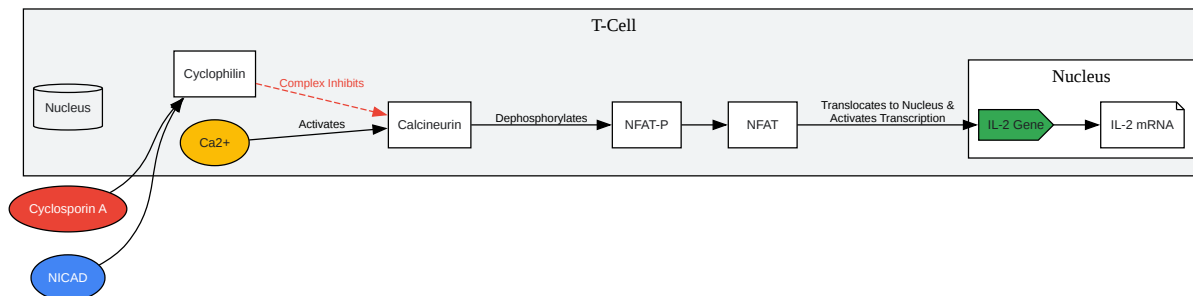 T-Cell
Cyclophilin
Nucleus
Complex Inhibits
Nucleus
Ca2+
Activates
Calcineurin
Dephosphorylates
NFAT-P
NFAT
Translocates to Nucleus &
Activates Transcription
IL-2 Gene
IL-2 mRNA
Cyclosporin A
NICAD